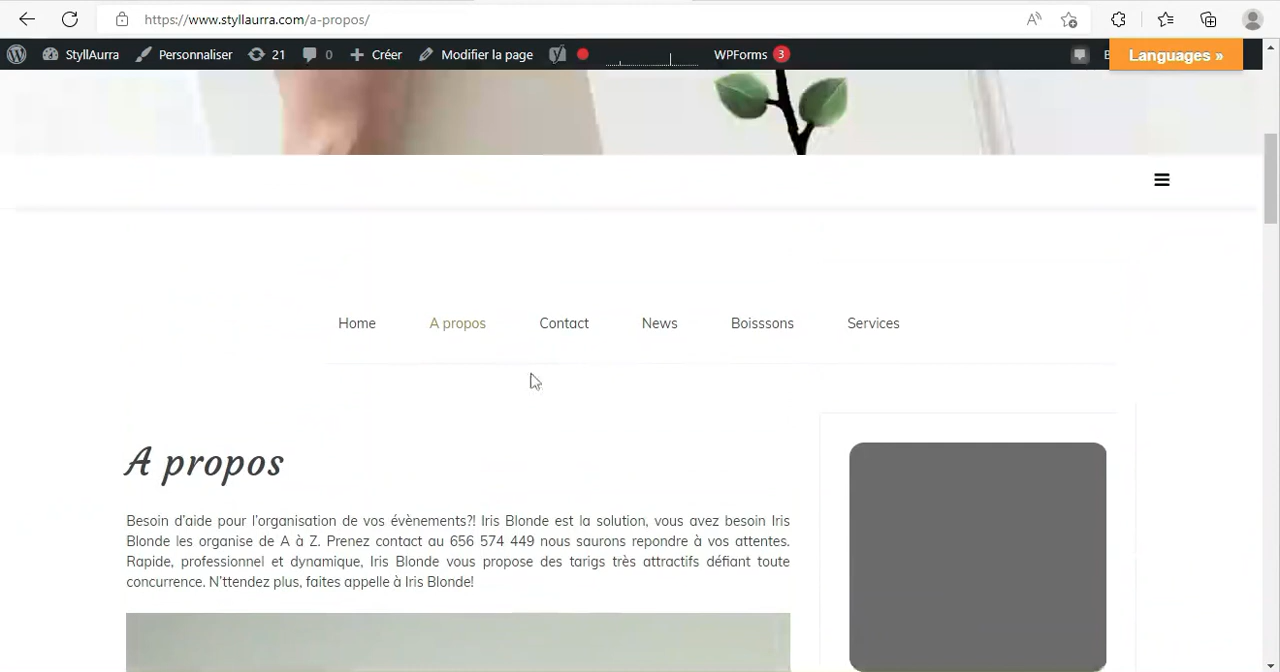 https://www.styllaurra.com/a-propos/
StyllAurra Personnaliser 21 0 Créer Modifier la page WPForms 3 Languages »
Home A propos Contact News Boisssons Services
A propos
Besoin d'aide pour l'organisation de vos évènements?! Iris Blonde est la solution, vous avez besoin Iris
Blonde les organise de A à Z. Prenez contact au 656 574 449 nous saurons repondre à vos attentes.
Rapide, professionnel et dynamique, Iris Blonde vous propose des tarigs très attractifs défiant toute
concurrence. N'ttendez plus, faites appelle à Iris Blonde!